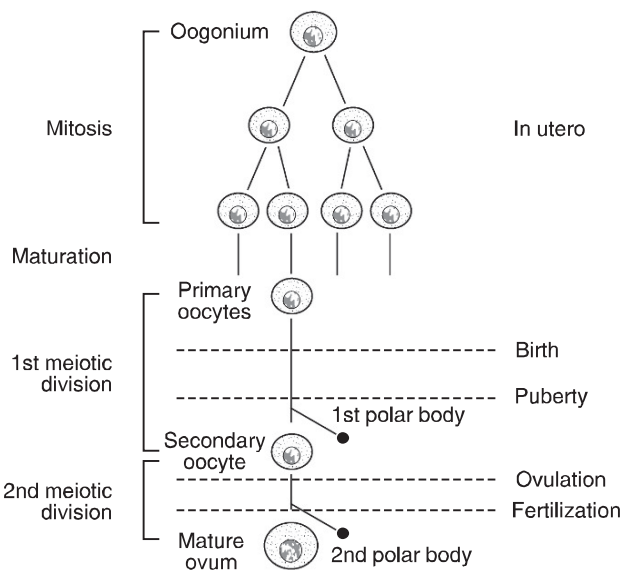 Oogonium
Mitosis
In utero
Maturation
Primary
oocytes
Birth
1st meiotic
division
Puberty
1st polar body
Secondary
oocyte
Ovulation
2nd meiotic
division
Fertilization
Mature
ovum
2nd polar body